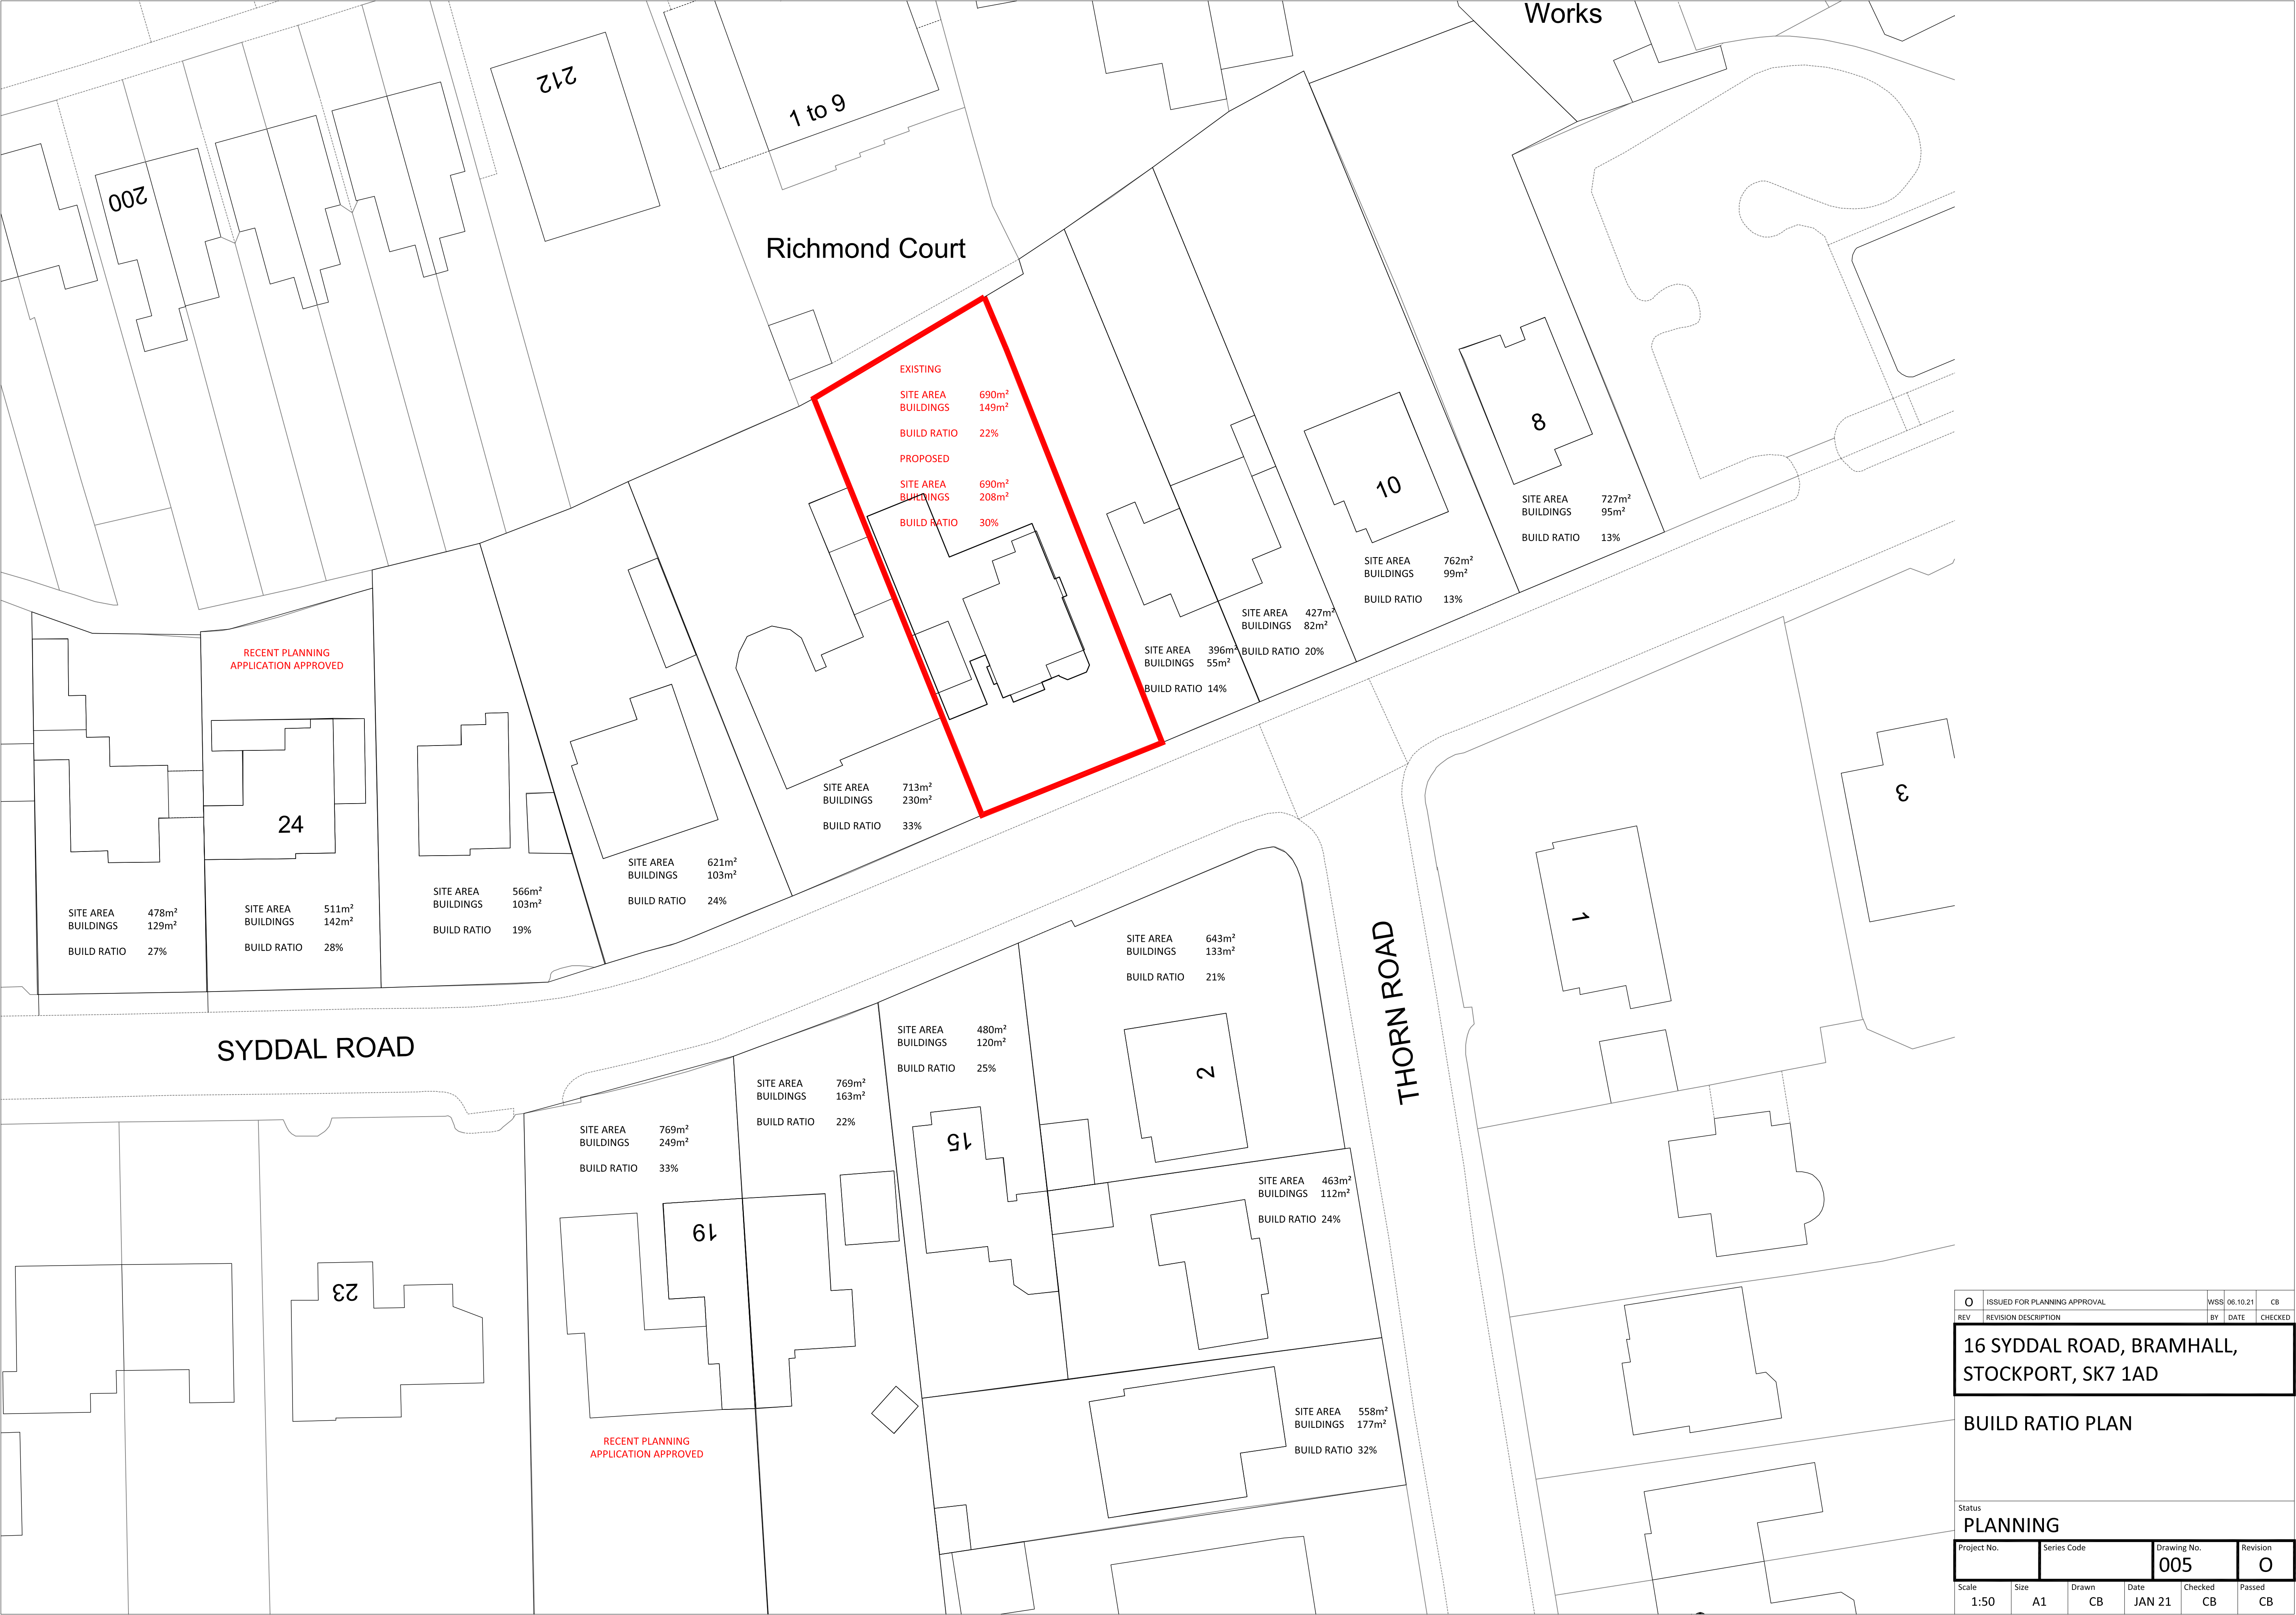 Works
212
1 to 9
200
Richmond Court
EXISTING
SITE AREA 690m²
BUILDINGS 149m²
BUILD RATIO 22%
PROPOSED
SITE AREA 690m²
BUILDINGS 208m²
BUILD RATIO 30%
8
SITE AREA 727m²
BUILDINGS 95m²
BUILD RATIO 13%
10
SITE AREA 762m²
BUILDINGS 99m²
BUILD RATIO 13%
SITE AREA 427m²
BUILDINGS 82m²
BUILD RATIO 20%
SITE AREA 396m²
BUILDINGS 55m²
BUILD RATIO 14%
RECENT PLANNING
APPLICATION APPROVED
24
SITE AREA 713m²
BUILDINGS 230m²
BUILD RATIO 33%
SITE AREA 621m²
BUILDINGS 103m²
BUILD RATIO 24%
SITE AREA 566m²
BUILDINGS 103m²
BUILD RATIO 19%
SITE AREA 511m²
BUILDINGS 142m²
BUILD RATIO 28%
SITE AREA 478m²
BUILDINGS 129m²
BUILD RATIO 27%
3
1
SITE AREA 643m²
BUILDINGS 133m²
BUILD RATIO 21%
THORN ROAD
SYDDAL ROAD
SITE AREA 480m²
BUILDINGS 120m²
BUILD RATIO 25%
2
SITE AREA 769m²
BUILDINGS 163m²
BUILD RATIO 22%
SITE AREA 769m²
BUILDINGS 249m²
BUILD RATIO 33%
15
SITE AREA 463m²
BUILDINGS 112m²
BUILD RATIO 24%
19
23
SITE AREA 558m²
BUILDINGS 177m²
BUILD RATIO 32%
RECENT PLANNING
APPLICATION APPROVED
O ISSUED FOR PLANNING APPROVAL WSS 06.10.21 CB
REV REVISION DESCRIPTION BY DATE CHECKED
16 SYDDAL ROAD, BRAMHALL,
STOCKPORT, SK7 1AD
BUILD RATIO PLAN
Status
PLANNING
Project No. Series Code Drawing No. Revision
005 O
Scale Size Drawn Date Checked Passed
1:50 A1 CB JAN 21 CB CB